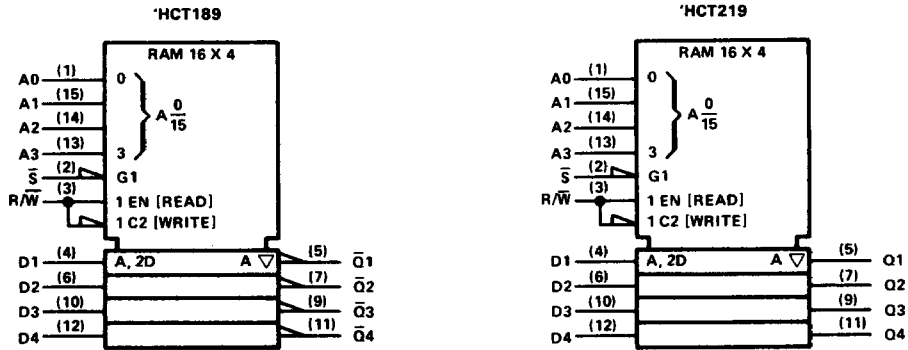 'HCT189
RAM 16 X 4
A0 (1) 0
A1 (15)
A2 (14) A 0/15
A3 (13) 3
S̅ (2) G1
R/W̅ (3) 1 EN [READ]
1 C2 [WRITE]
D1 (4) A, 2D A ▽ (5) Q̅1
D2 (6) (7) Q̅2
D3 (10) (9) Q̅3
D4 (12) (11) Q̅4
'HCT219
RAM 16 X 4
A0 (1) 0
A1 (15)
A2 (14) A 0/15
A3 (13) 3
S̅ (2) G1
R/W̅ (3) 1 EN [READ]
1 C2 [WRITE]
D1 (4) A, 2D A ▽ (5) Q1
D2 (6) (7) Q2
D3 (10) (9) Q3
D4 (12) (11) Q4